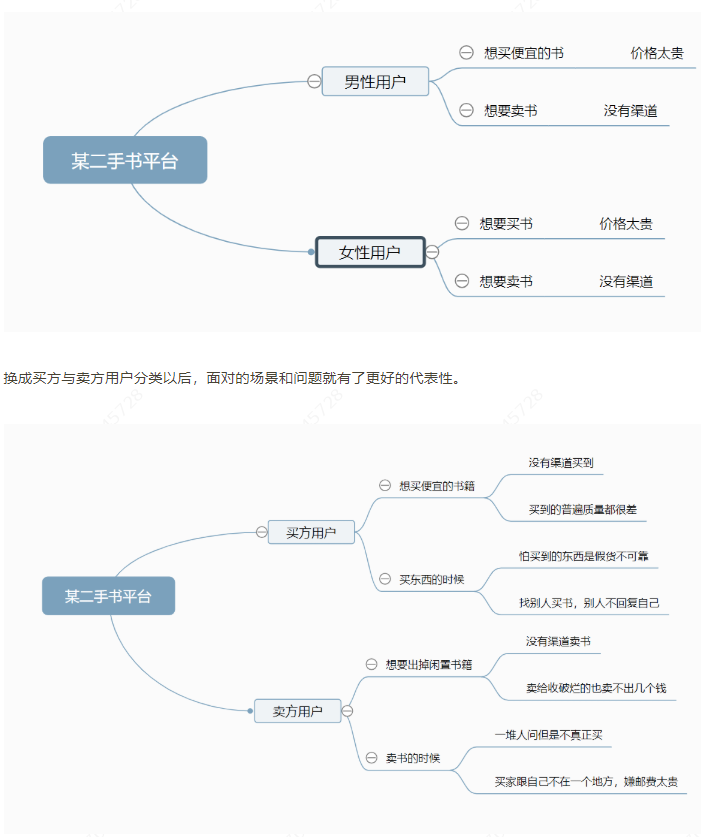 某二手书平台
男性用户
想买便宜的书 价格太贵
想要卖书 没有渠道
女性用户
想要买书 价格太贵
想要卖书 没有渠道
换成买方与卖方用户分类以后，面对的场景和问题就有了更好的代表性。
45728
45728
45728
某二手书平台
买方用户
想买便宜的书籍
没有渠道买到
买到的普遍质量都很差
买东西的时候
怕买到的东西是假货不可靠
找别人买书，别人不回复自己
卖方用户
想要出掉闲置书籍
没有渠道卖书
卖给收破烂的也卖不出几个钱
卖书的时候
一堆人问但是不真正买
买家跟自己不在一个地方，嫌邮费太贵